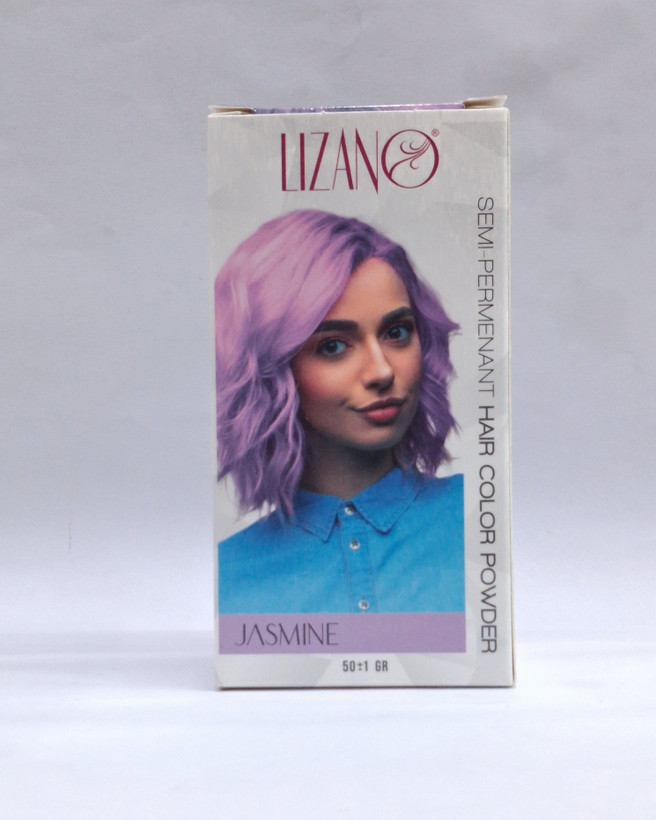 LIZANO®
SEMI-PERMENANT HAIR COLOR POWDER
JASMINE
50±1 GR